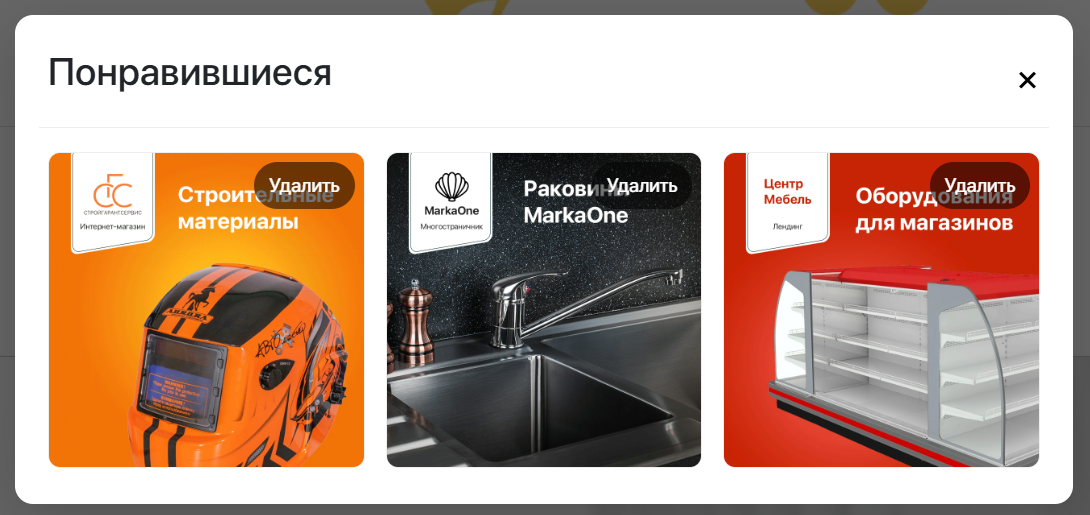 Понравившиеся
СГС
СТРОЙГАРАНТСЕРВИС
Интернет-магазин
Строительные
материалы
Удалить
AURORA
MarkaOne
Многостраничник
Раковины
MarkaOne
Удалить
Центр
Мебель
Лендинг
Оборудования
для магазинов
Удалить